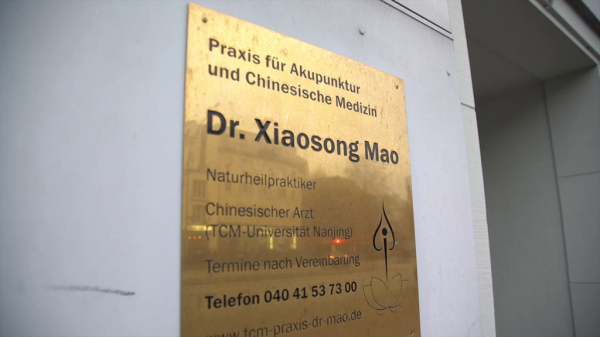 Praxis für Akupunktur
und Chinesische Medizin
Dr. Xiaosong Mao
Naturheilpraktiker
Chinesischer Arzt
(TCM-Universität Nanjing)
Termine nach Vereinbarung
Telefon 040 41 53 73 00
www.tcm-praxis-dr-mao.de